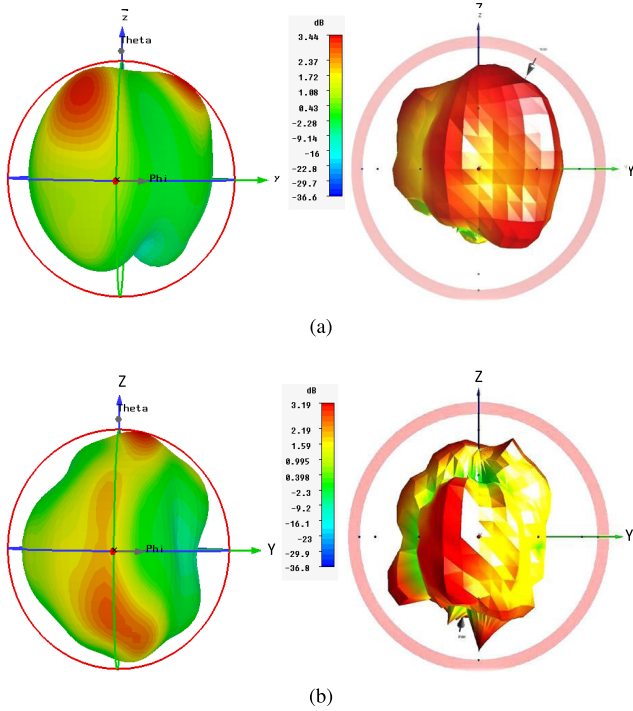 z
Theta
x
Phi
y
dB
3.44
2.37
1.72
1.08
0.43
-2.28
-9.14
-16
-22.8
-29.7
-36.6
z
Y
(a)
Z
Theta
x
Phi
Y
dB
3.19
2.19
1.59
0.995
0.398
-2.3
-9.2
-16.1
-23
-29.9
-36.8
Z
Y
(b)